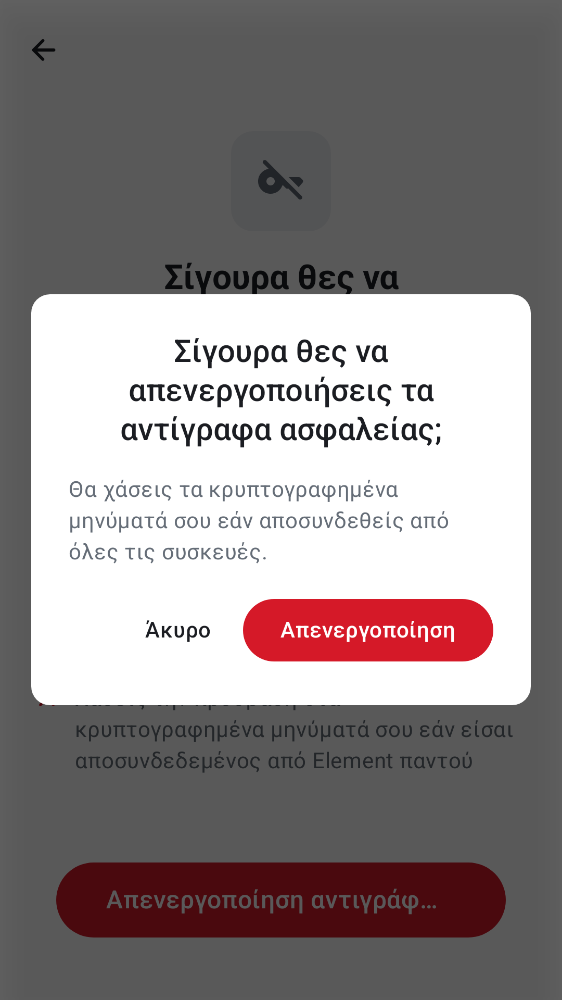 Σίγουρα θες να
Σίγουρα θες να
απενεργοποιήσεις τα
αντίγραφα ασφαλείας;
Θα χάσεις τα κρυπτογραφημένα
μηνύματά σου εάν αποσυνδεθείς από
όλες τις συσκευές.
Άκυρο
Απενεργοποίηση
κρυπτογραφημένα μηνύματά σου εάν είσαι
αποσυνδεδεμένος από Element παντού
Απενεργοποίηση αντιγράφ...